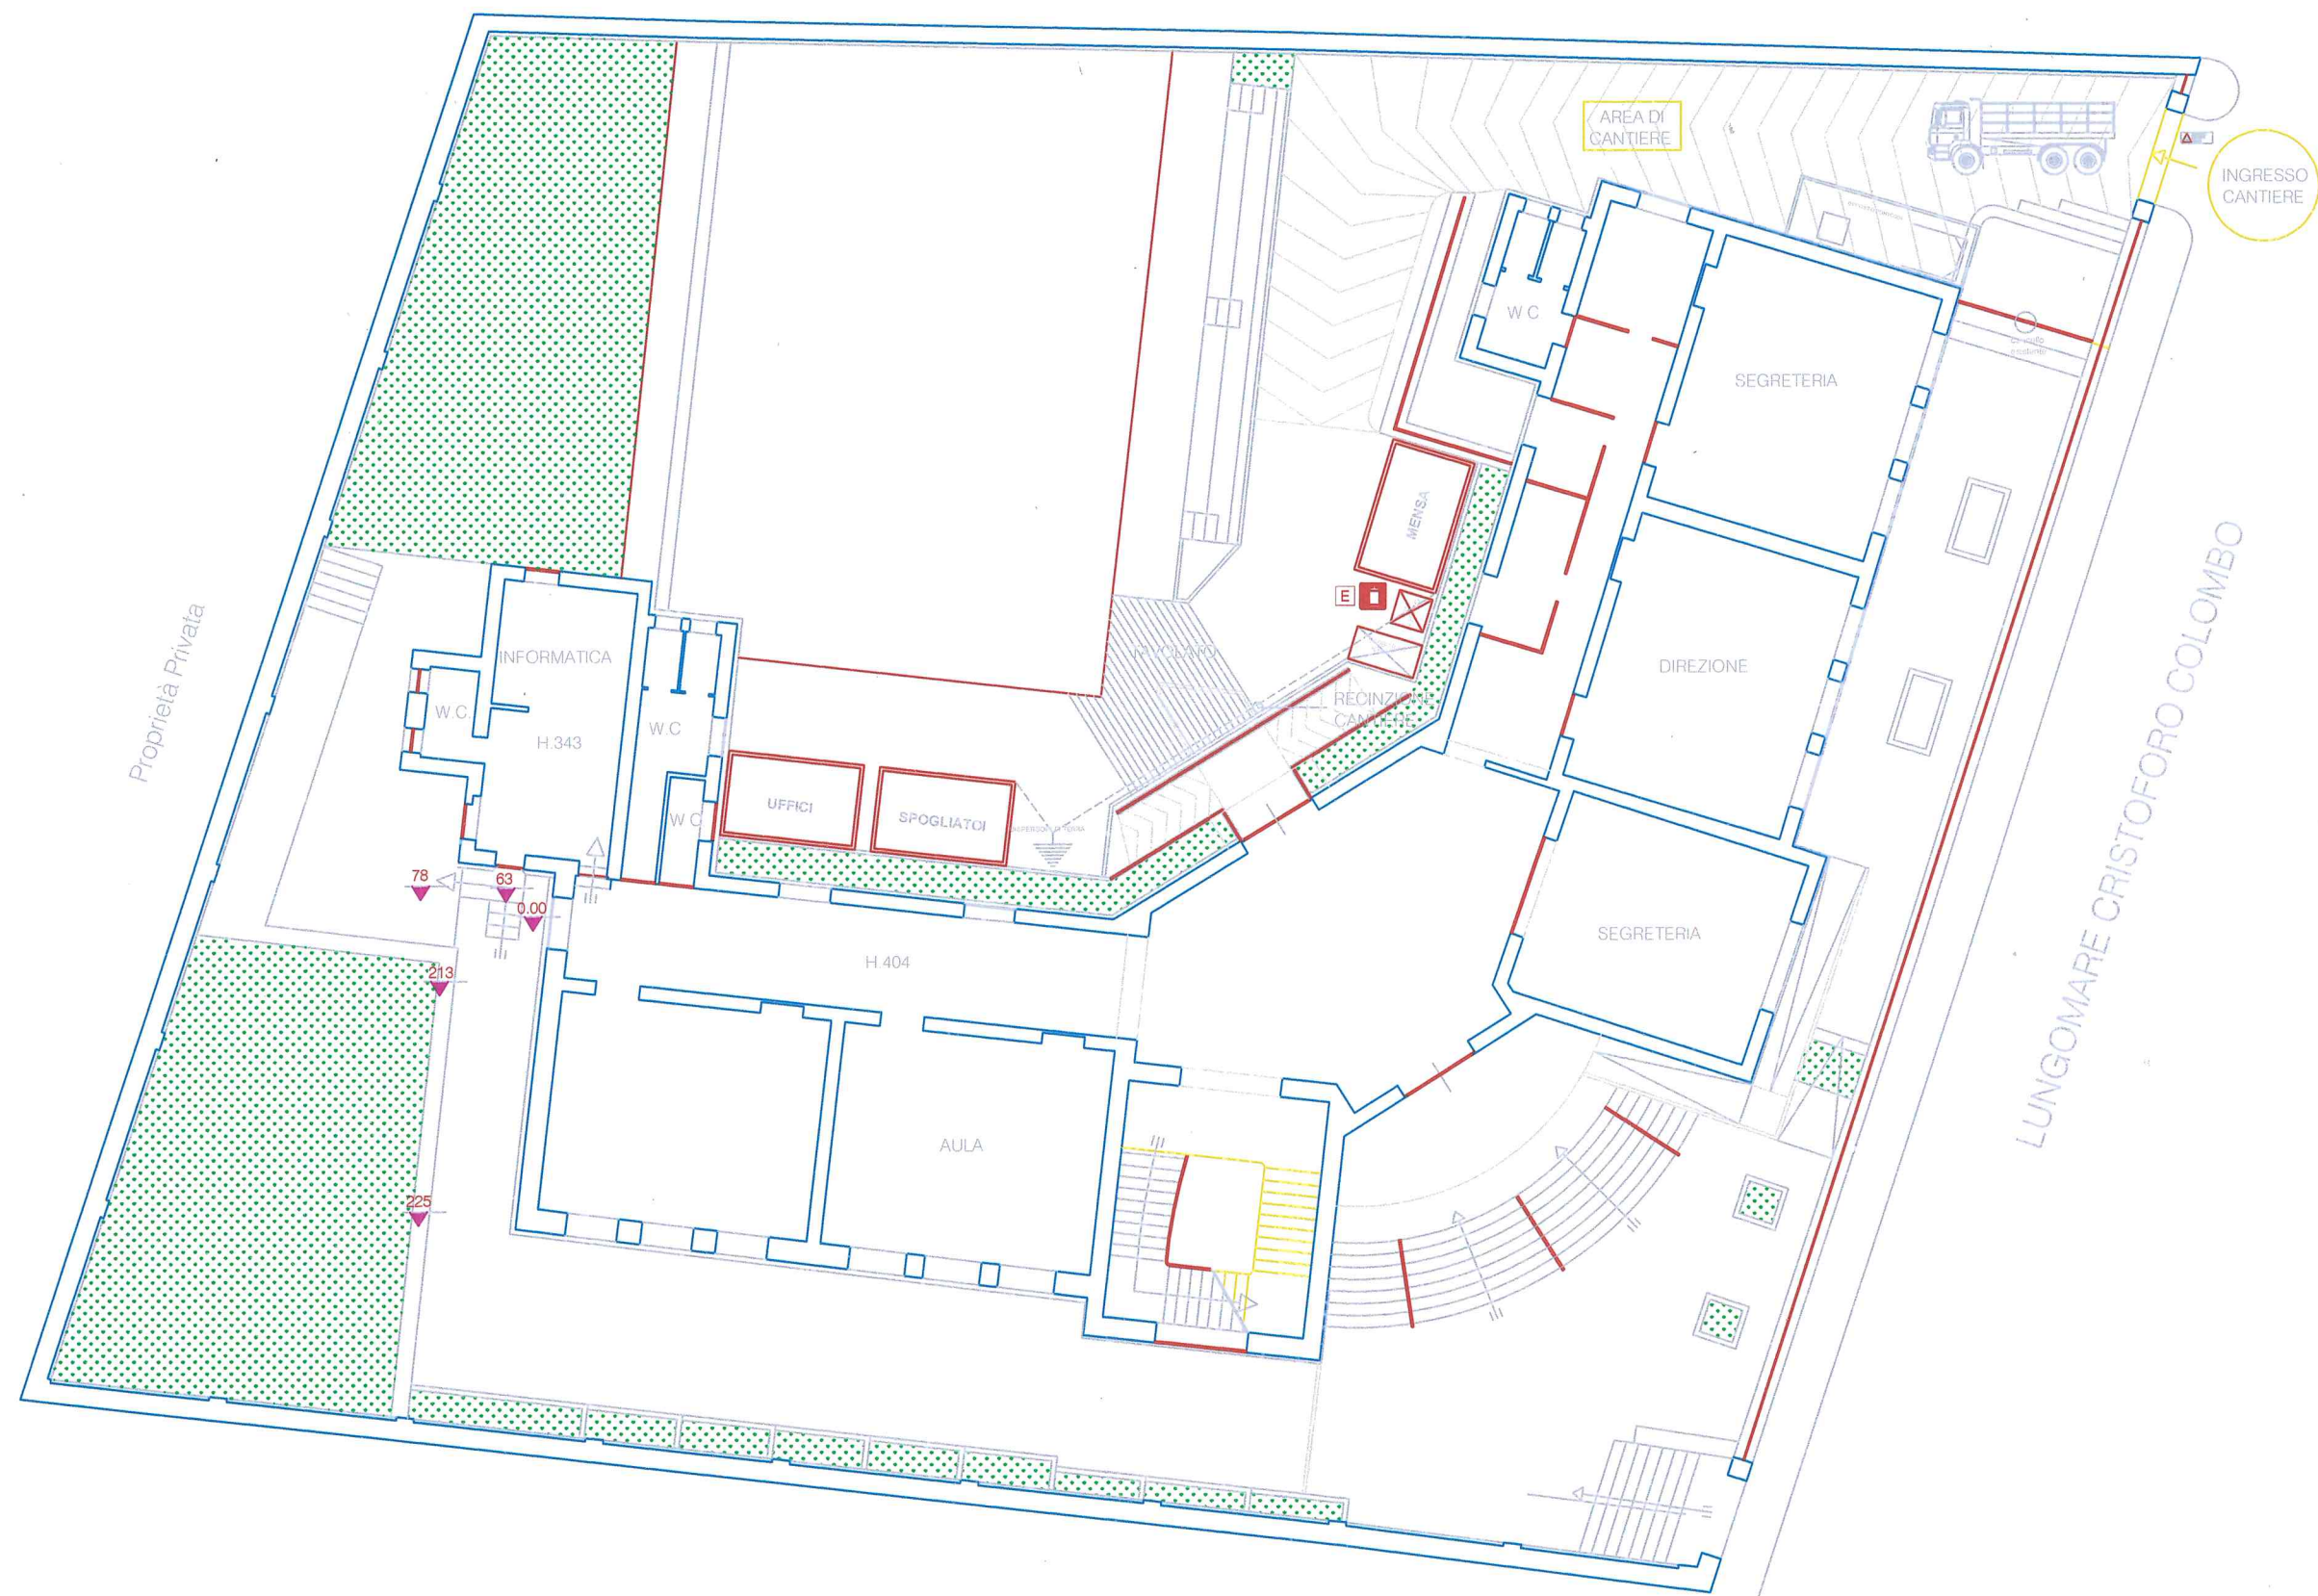 AREA DI
CANTIERE
INGRESSO
CANTIERE
W C
SEGRETERIA
MENSA
E
INFORMATICA
TAVOLATO
DIREZIONE
RECINZIONE
CANTIERE
W.C.
H.343
W.C
Proprietà Privata
LUNGOMARE CRISTOFORO COLOMBO
UFFICI
SPOGLIATOI
W C
78
63
0.00
H 404
SEGRETERIA
213
AULA
225